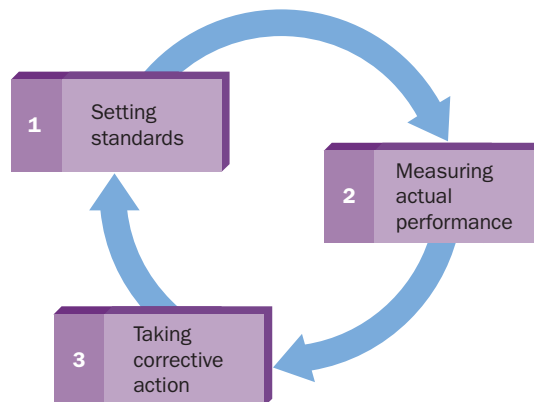 1
Setting
standards
2
Measuring
actual
performance
3
Taking
corrective
action